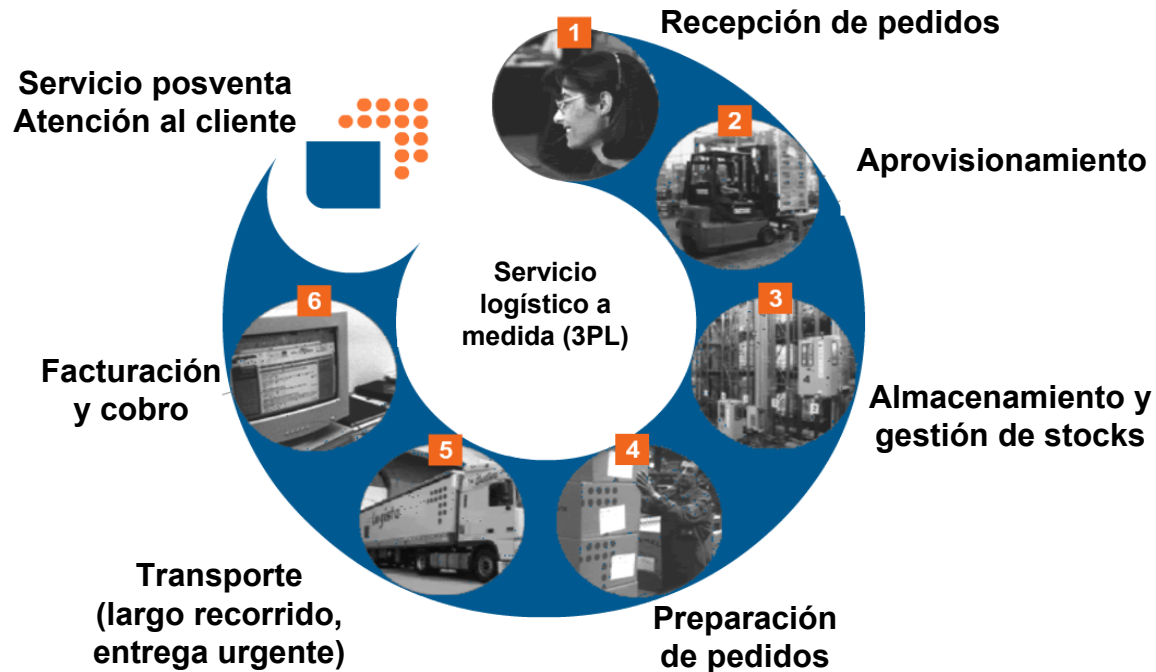 1
Recepción de pedidos
2
Aprovisionamiento
3
Almacenamiento y
gestión de stocks
4
Preparación
de pedidos
5
Transporte
(largo recorrido,
entrega urgente)
6
Facturación
y cobro
Servicio posventa
Atención al cliente
Servicio
logístico a
medida (3PL)
Logista